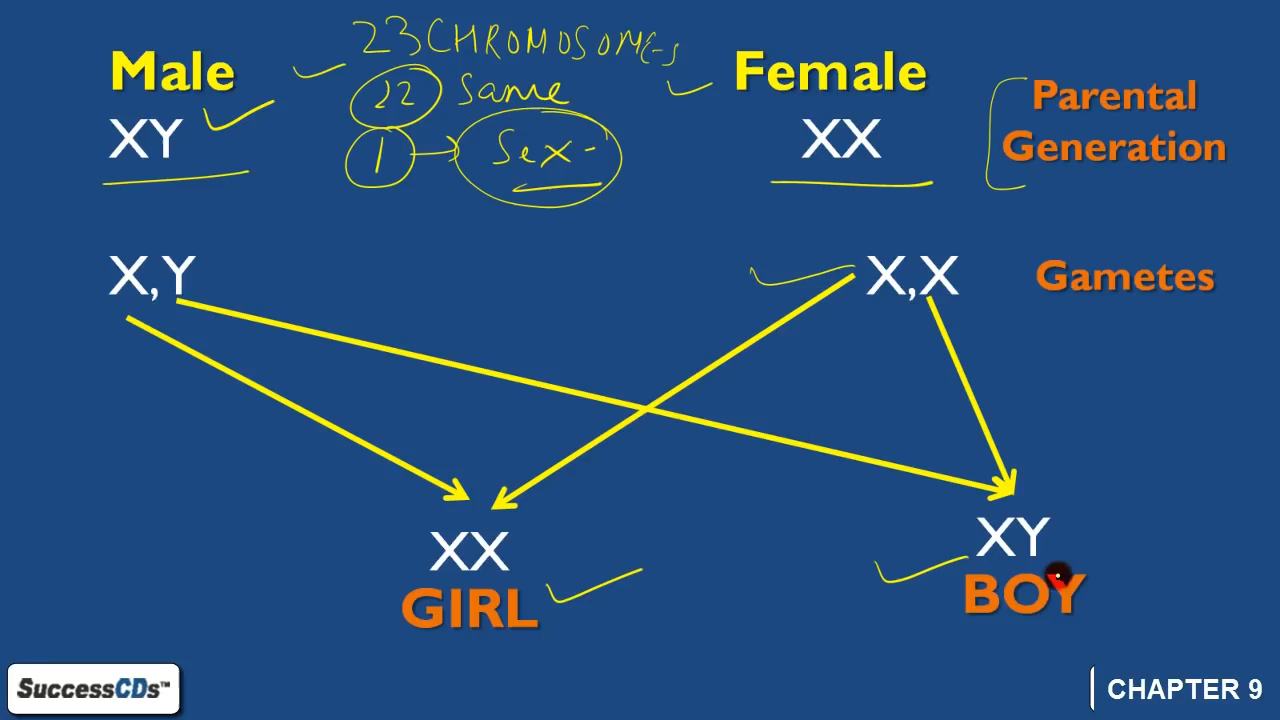 23 CHROMOSOMES
Male
22 Same
Female
XY
1 → Sex -
XX
Parental
Generation
X,Y
X,X
Gametes
XX
GIRL
XY
BOY
SuccessCDs™
CHAPTER 9